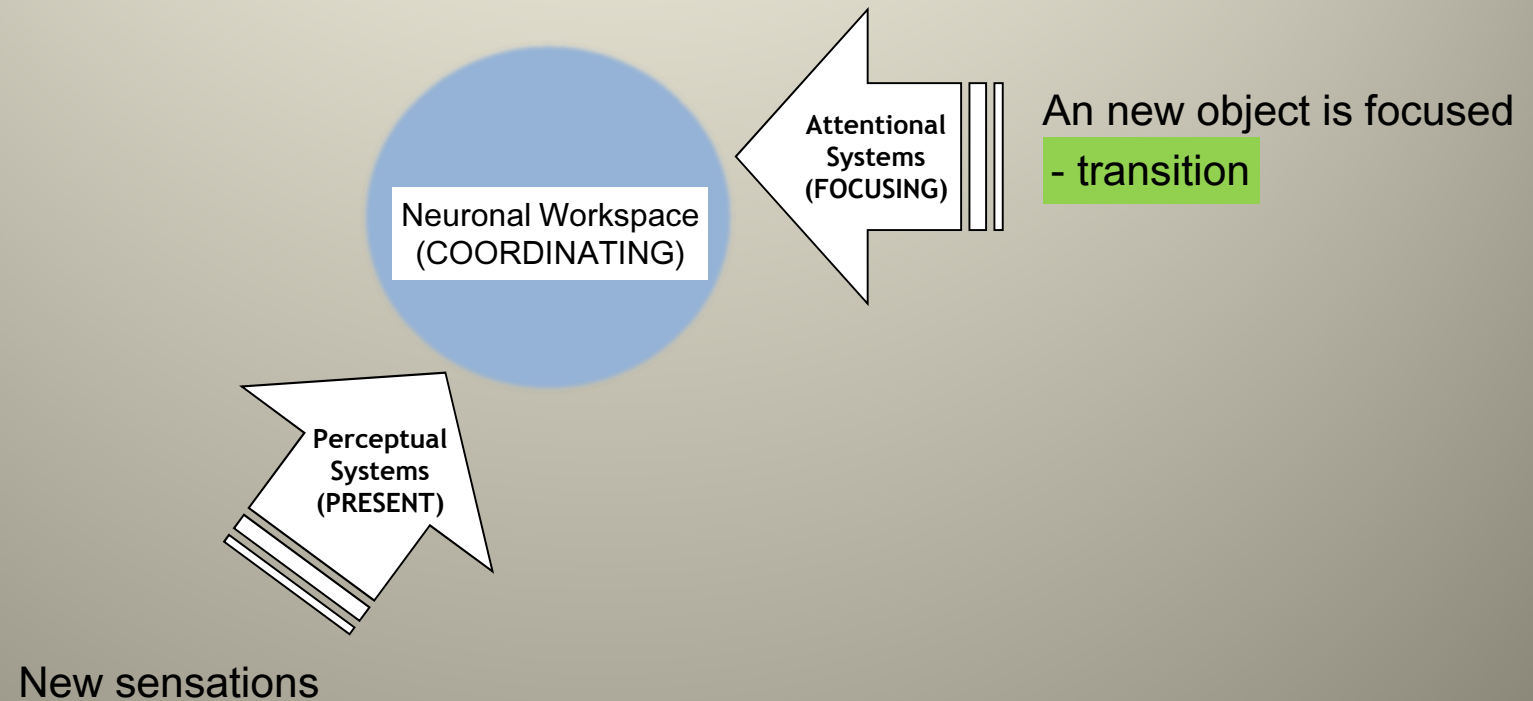 Attentional
Systems
(FOCUSING)
An new object is focused
- transition
Neuronal Workspace
(COORDINATING)
Perceptual
Systems
(PRESENT)
New sensations